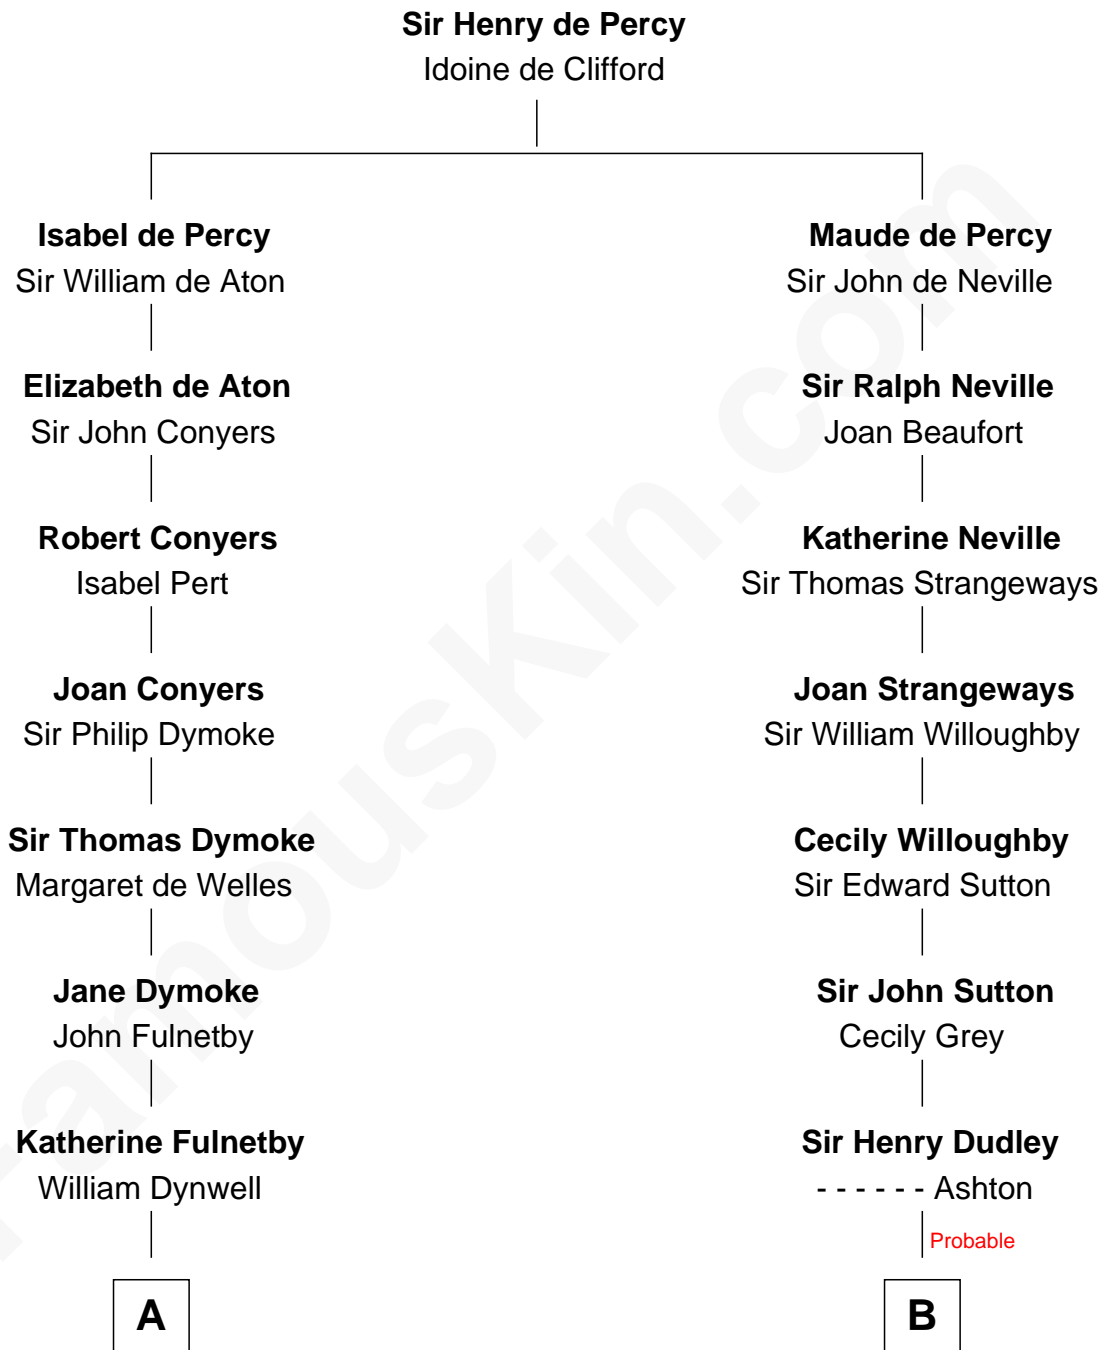 Sir Henry de Percy
Idoine de Clifford
Isabel de Percy
Sir William de Aton
Maude de Percy
Sir John de Neville
Elizabeth de Aton
Sir John Conyers
Sir Ralph Neville
Joan Beaufort
Robert Conyers
Isabel Pert
Katherine Neville
Sir Thomas Strangeways
Joan Conyers
Sir Philip Dymoke
Joan Strangeways
Sir William Willoughby
Sir Thomas Dymoke
Margaret de Welles
Cecily Willoughby
Sir Edward Sutton
Jane Dymoke
John Fulnetby
Sir John Sutton
Cecily Grey
Katherine Fulnetby
William Dynwell
Sir Henry Dudley
- - - - - - Ashton
Probable
A
B
FamousKin.com